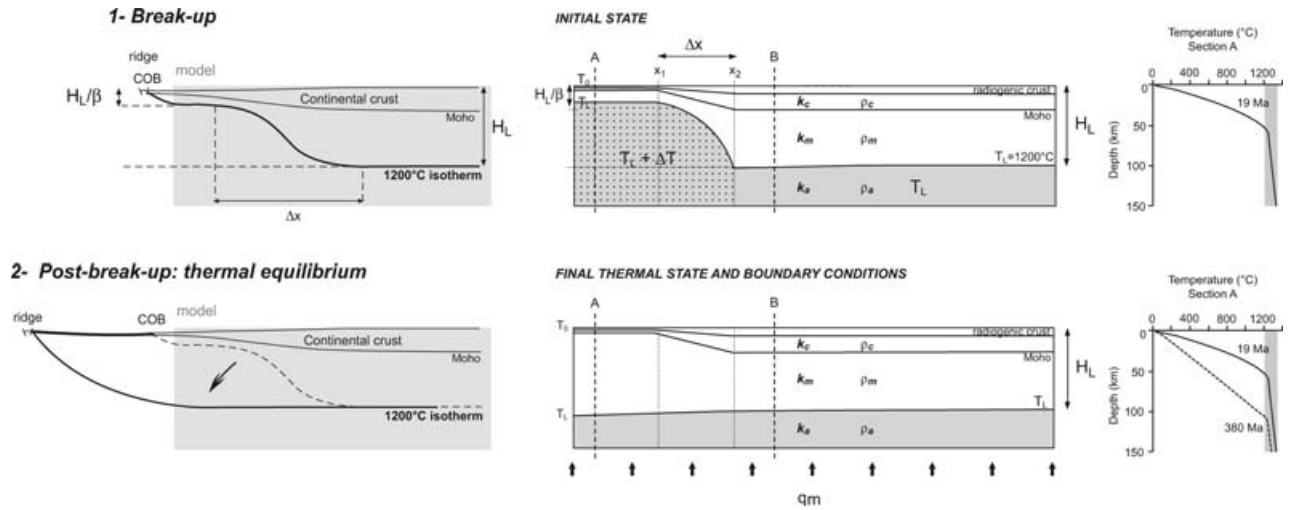 1- Break-up
ridge
COB
model
H_L/β
Continental crust
Moho
H_L
1200°C isotherm
Δx
INITIAL STATE
A
Δx
B
x₁
x₂
T₀
H_L/β
T_L
radiogenic crust
k_c
ρ_c
Moho
k_m
ρ_m
H_L
T_L + ΔT
T_L=1200°C
k_a
ρ_a
T_L
Temperature (°C)
Section A
0 400 800 1200
0
19 Ma
50
100
150
Depth (km)
2- Post-break-up: thermal equilibrium
ridge
COB
model
Continental crust
Moho
1200°C isotherm
FINAL THERMAL STATE AND BOUNDARY CONDITIONS
A
B
T₀
radiogenic crust
k_c
ρ_c
Moho
k_m
ρ_m
H_L
T_L
T_L
k_a
ρ_a
qm
Temperature (°C)
Section A
0 400 800 1200
0
19 Ma
50
100
380 Ma
150
Depth (km)